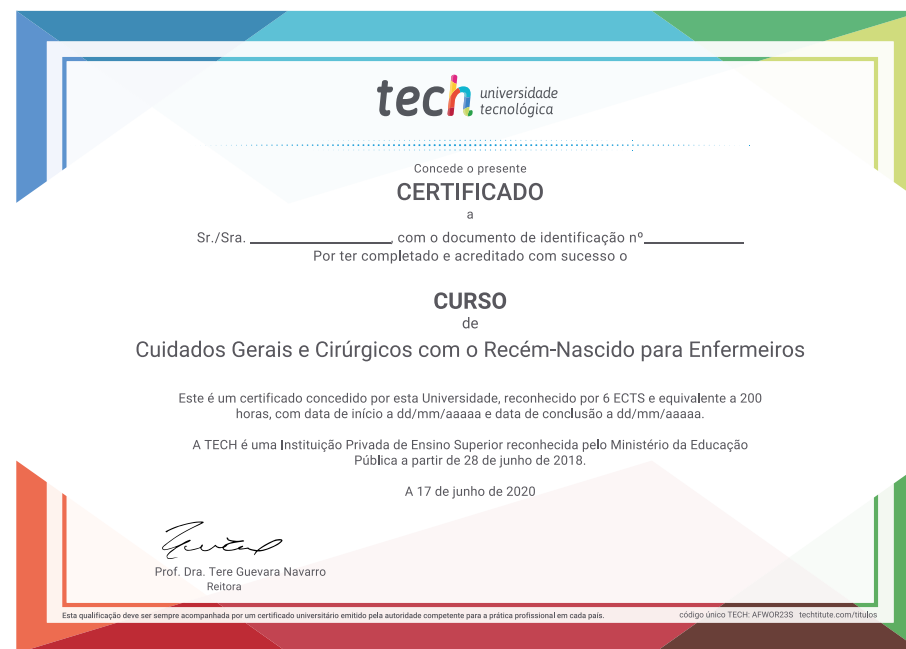 tech universidade
tecnológica
Concede o presente
CERTIFICADO
a
Sr./Sra. ____________________, com o documento de identificação nº______________
Por ter completado e acreditado com sucesso o
CURSO
de
Cuidados Gerais e Cirúrgicos com o Recém-Nascido para Enfermeiros
Este é um certificado concedido por esta Universidade, reconhecido por 6 ECTS e equivalente a 200
horas, com data de início a dd/mm/aaaaa e data de conclusão a dd/mm/aaaaa.
A TECH é uma Instituição Privada de Ensino Superior reconhecida pelo Ministério da Educação
Pública a partir de 28 de junho de 2018.
A 17 de junho de 2020
Prof. Dra. Tere Guevara Navarro
Reitora
Esta qualificação deve ser sempre acompanhada por um certificado universitário emitido pela autoridade competente para a prática profissional em cada país. código único TECH: AFWOR23S techtitute.com/titulos